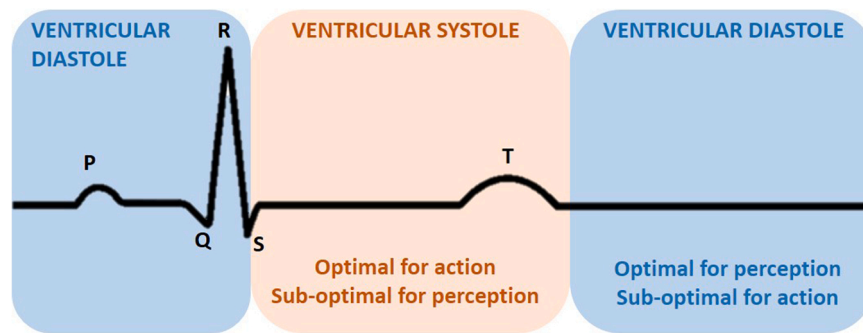 VENTRICULAR
DIASTOLE
R
VENTRICULAR SYSTOLE
VENTRICULAR DIASTOLE
P
T
Q
S
Optimal for action
Sub-optimal for perception
Optimal for perception
Sub-optimal for action